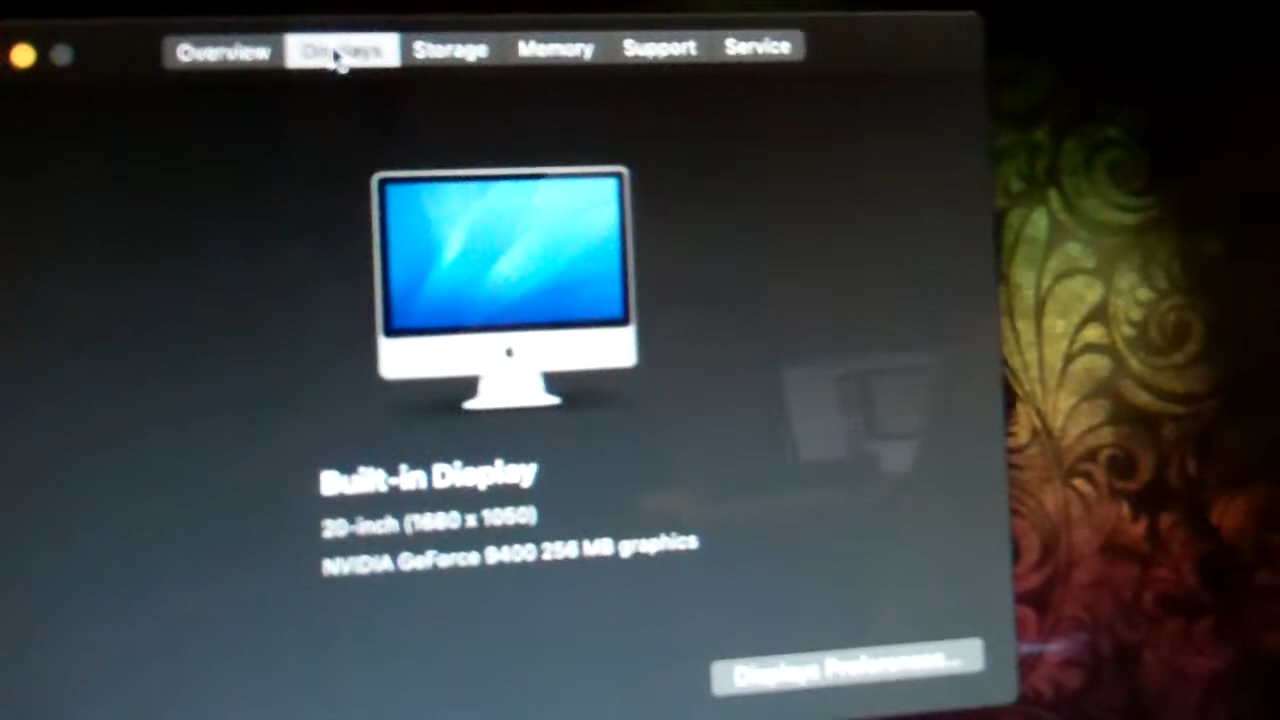 Overview Displays Storage Memory Support Service
Built-in Display
20-inch (1680 x 1050)
NVIDIA GeForce 9400 256 MB graphics
Displays Preferences...